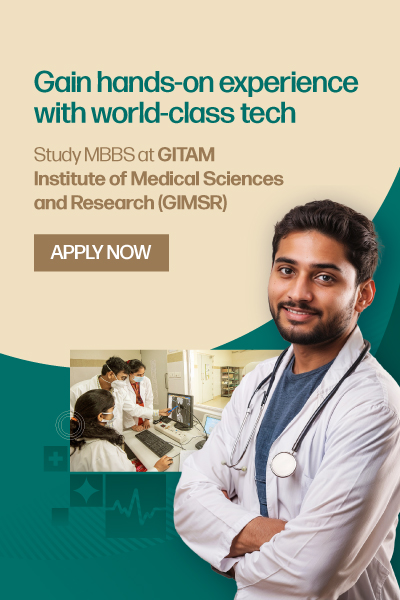 Gain hands-on experience
with world-class tech
Study MBBS at GITAM
Institute of Medical Sciences
and Research (GIMSR)
APPLY NOW